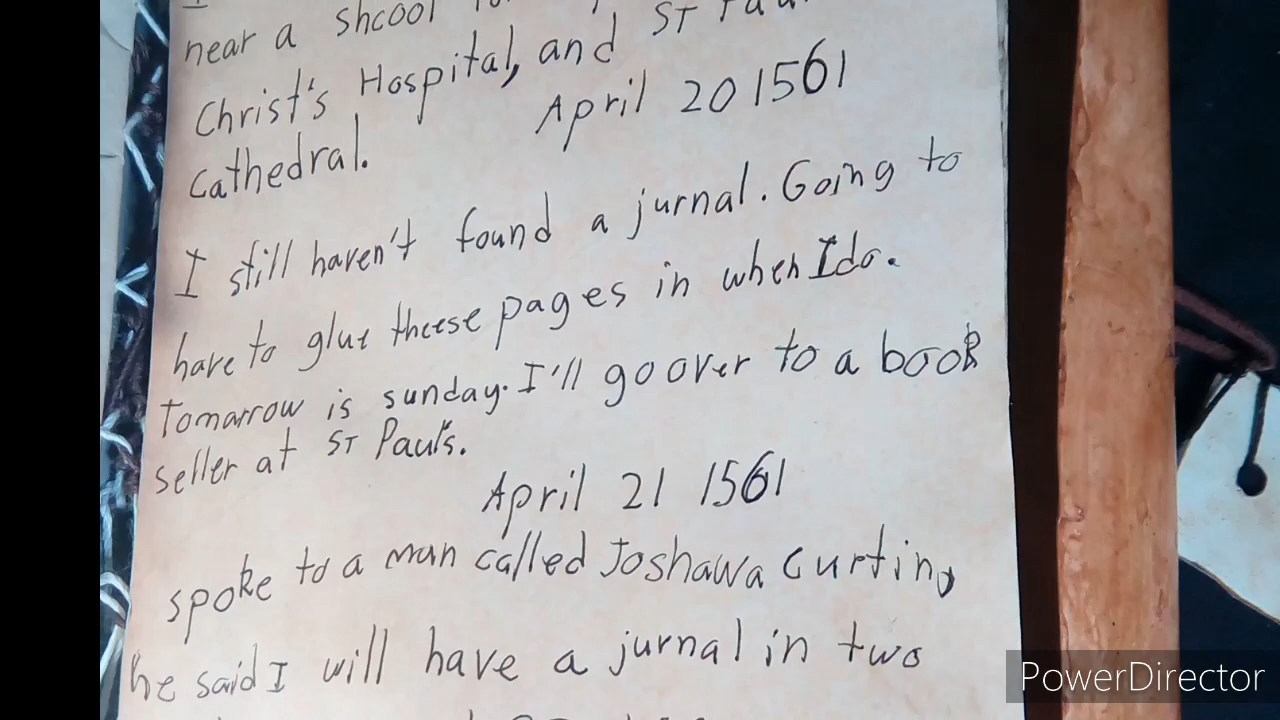 near a shcool
Christ's Hospital, and ST
Cathedral.
April 20 1561
I still haven't found a jurnal. Going to
have to glue theese pages in when I do.
Tomarrow is sunday. I'll go over to a book
seller at ST Paul's.
April 21 1561
spoke to a man called Joshawa Curtin,
he said I will have a jurnal in two
PowerDirector